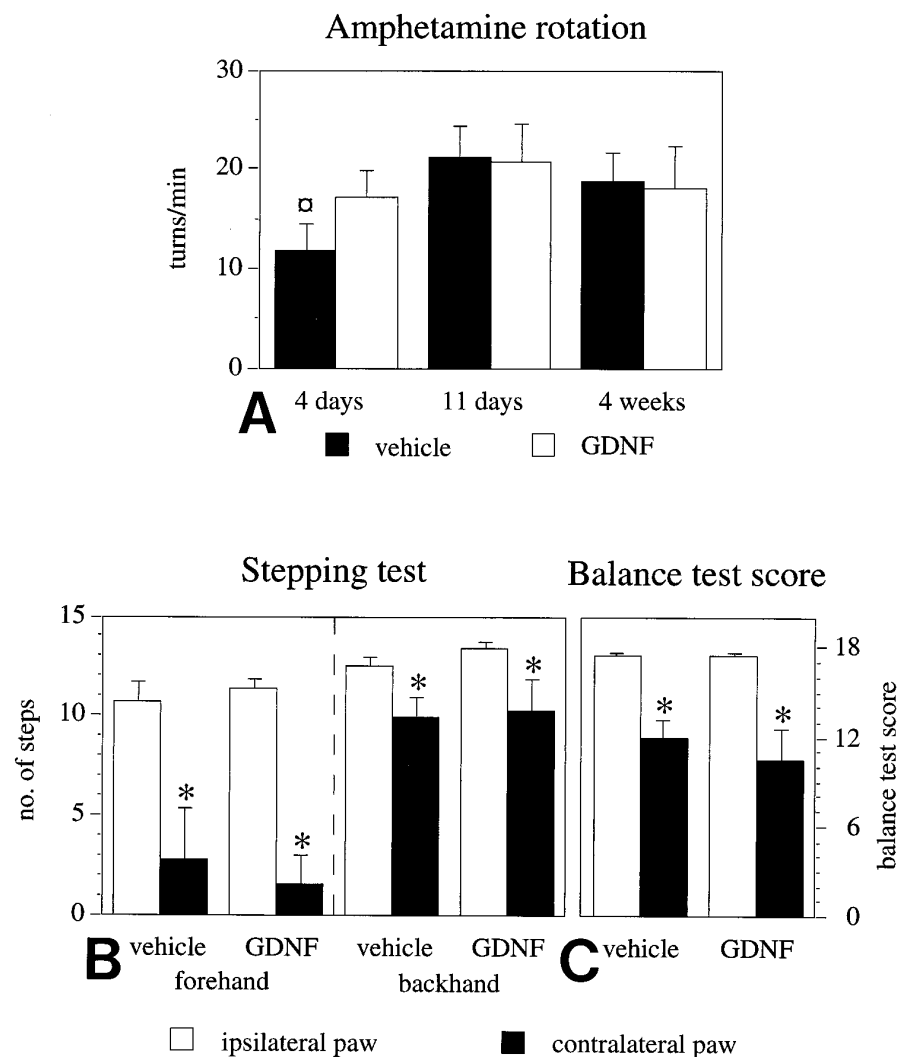 Amphetamine rotation
30
20
10
0
turns/min
¤
A
4 days
11 days
4 weeks
vehicle
GDNF
Stepping test
Balance test score
15
10
5
0
no. of steps
*
*
*
*
*
*
18
12
6
0
balance test score
B
vehicle
GDNF
vehicle
GDNF
forehand
backhand
C
vehicle
GDNF
ipsilateral paw
contralateral paw